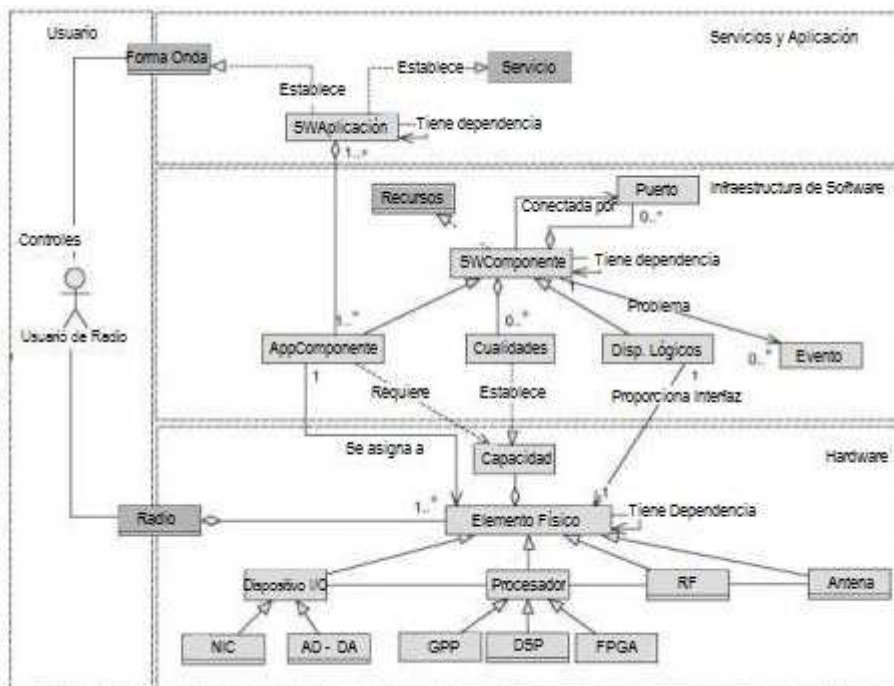 Usuario
Servicios y Aplicación
Forma Onda
Establece
Servicio
Establece
SWAplicación
Tiene dependencia
1..*
Recursos
Puerto
Infraestructura de Software
Conectada por
0..*
Controles
SWComponente
Tiene dependencia
1
Problema
Usuario de Radio
1..*
0..*
AppComponente
Cualidades
Disp. Lógicos
0..*
Evento
1
Requiere
Establece
1
Proporciona Interfaz
Se asigna a
Capacidad
Hardware
Radio
1..*
Elemento Físico
1
Tiene Dependencia
Dispositivo I/O
Procesador
RF
Antena
NIC
AD - DA
GPP
DSP
FPGA